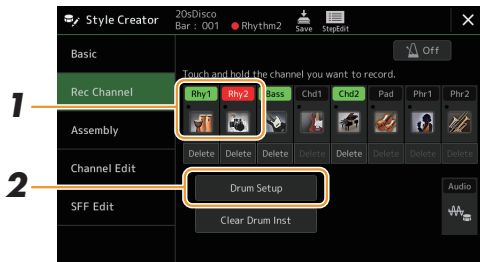 Style Creator
20sDisco
Bar : 001 Rhythm2
Save StepEdit
Basic
Off
Touch and hold the channel you want to record.
Rec Channel
Rhy1 Rhy2 Bass Chd1 Chd2 Pad Phr1 Phr2
1
Assembly
Delete Delete Delete Delete Delete Delete Delete Delete
Channel Edit
2
Drum Setup
Audio
SFF Edit
Clear Drum Inst